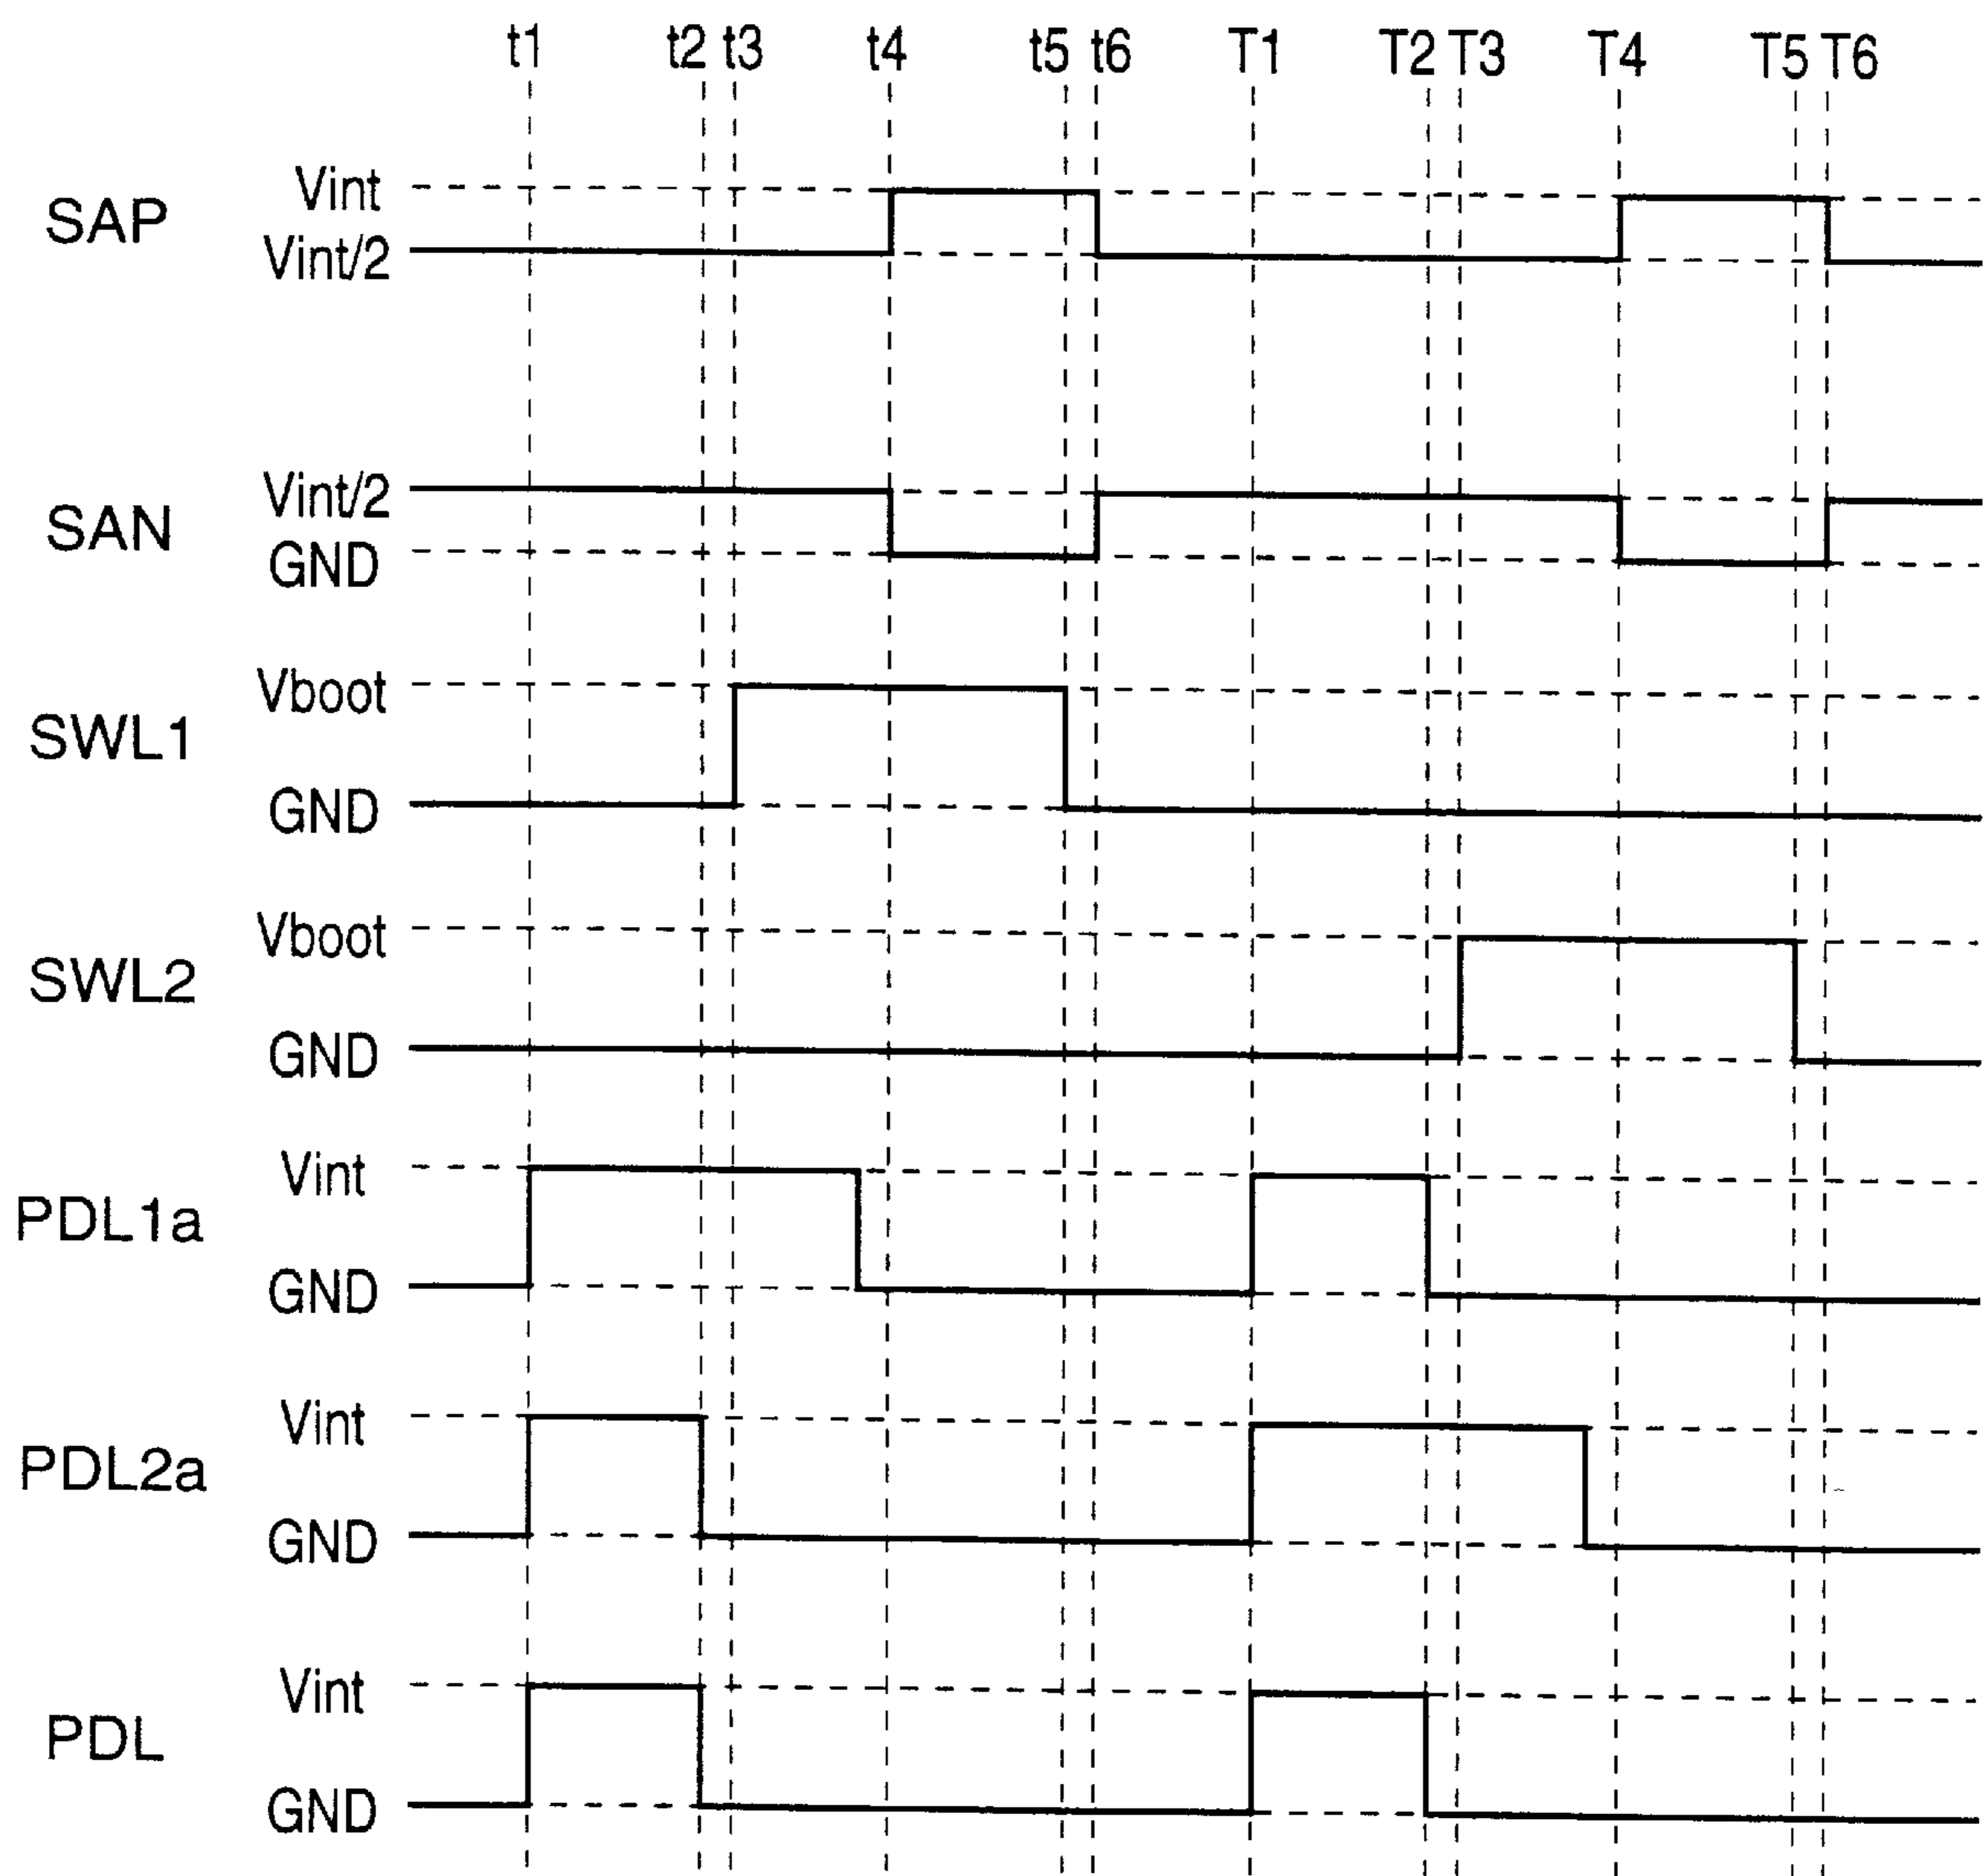 t1 t2 t3 t4 t5 t6 T1 T2 T3 T4 T5 T6
SAP
Vint
Vint/2
SAN
Vint/2
GND
SWL1
Vboot
GND
SWL2
Vboot
GND
PDL1a
Vint
GND
PDL2a
Vint
GND
PDL
Vint
GND